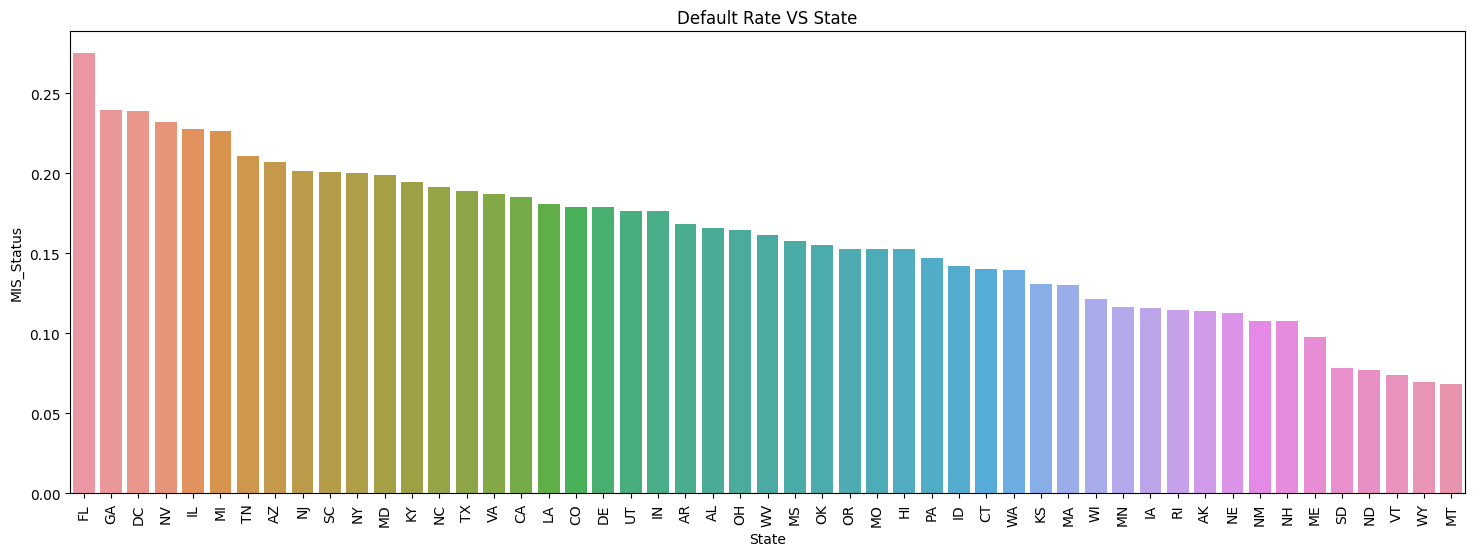 Default Rate VS State
MIS_Status
0.25
0.20
0.15
0.10
0.05
0.00
FL GA DC NV IL MI TN AZ NJ SC NY MD KY NC TX VA CA LA CO DE UT IN AR AL OH WV MS OK OR MO HI PA ID CT WA KS MA WI MN IA RI AK NE NM NH ME SD ND VT WY MT
State